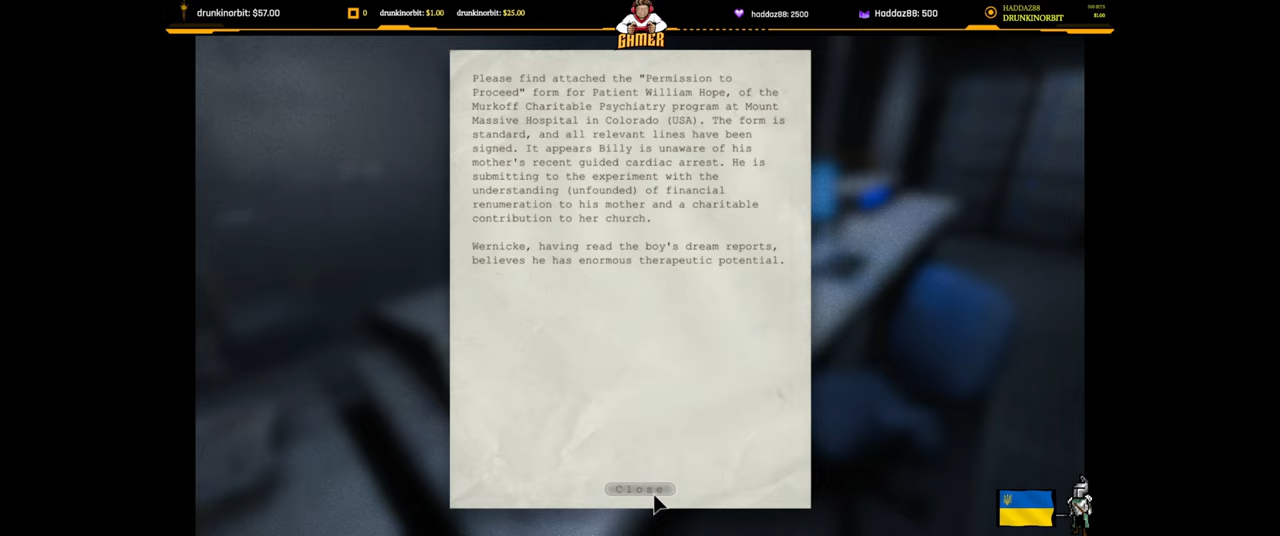 drunkinorbit: $57.00
0
drunkinorbit: $1.00
drunkinorbit: $25.00
GAMER
haddaz88: 2500
Haddaz88: 500
HADDAZ88
DRUNKINORBIT
500 BITS
$1.00
Please find attached the "Permission to
Proceed" form for Patient William Hope, of the
Murkoff Charitable Psychiatry program at Mount
Massive Hospital in Colorado (USA). The form is
standard, and all relevant lines have been
signed. It appears Billy is unaware of his
mother's recent guided cardiac arrest. He is
submitting to the experiment with the
understanding (unfounded) of financial
renumeration to his mother and a charitable
contribution to her church.
Wernicke, having read the boy's dream reports,
believes he has enormous therapeutic potential.
Close